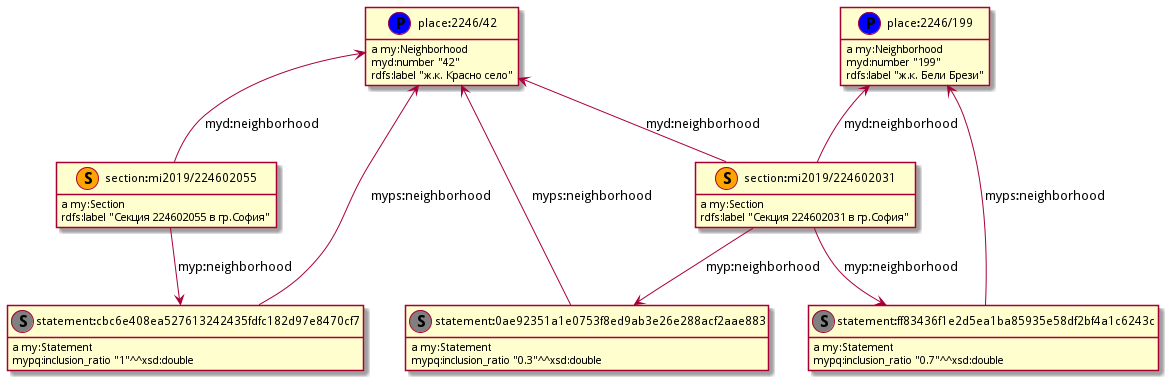 P place:2246/42
a my:Neighborhood
myd:number "42"
rdfs:label "ж.к. Красно село"
P place:2246/199
a my:Neighborhood
myd:number "199"
rdfs:label "ж.к. Бели Брези"
myd:neighborhood
myd:neighborhood
myd:neighborhood
S section:mi2019/224602055
a my:Section
rdfs:label "Секция 224602055 в гр.София"
myps:neighborhood
myps:neighborhood
S section:mi2019/224602031
a my:Section
rdfs:label "Секция 224602031 в гр.София"
myps:neighborhood
myp:neighborhood
myp:neighborhood
myp:neighborhood
S statement:cbc6e408ea527613242435fdfc182d97e8470cf7
a my:Statement
mypq:inclusion_ratio "1"^^xsd:double
S statement:0ae92351a1e0753f8ed9ab3e26e288acf2aae883
a my:Statement
mypq:inclusion_ratio "0.3"^^xsd:double
S statement:ff83436f1e2d5ea1ba85935e58df2bf4a1c6243c
a my:Statement
mypq:inclusion_ratio "0.7"^^xsd:double